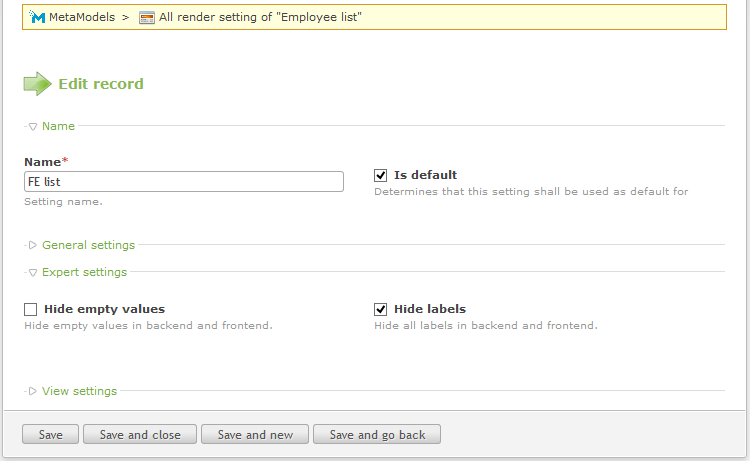 MetaModels > All render setting of "Employee list"
Edit record
Name
Name*
FE list
Setting name.
Is default
Determines that this setting shall be used as default for
General settings
Expert settings
Hide empty values
Hide empty values in backend and frontend.
Hide labels
Hide all labels in backend and frontend.
View settings
Save Save and close Save and new Save and go back